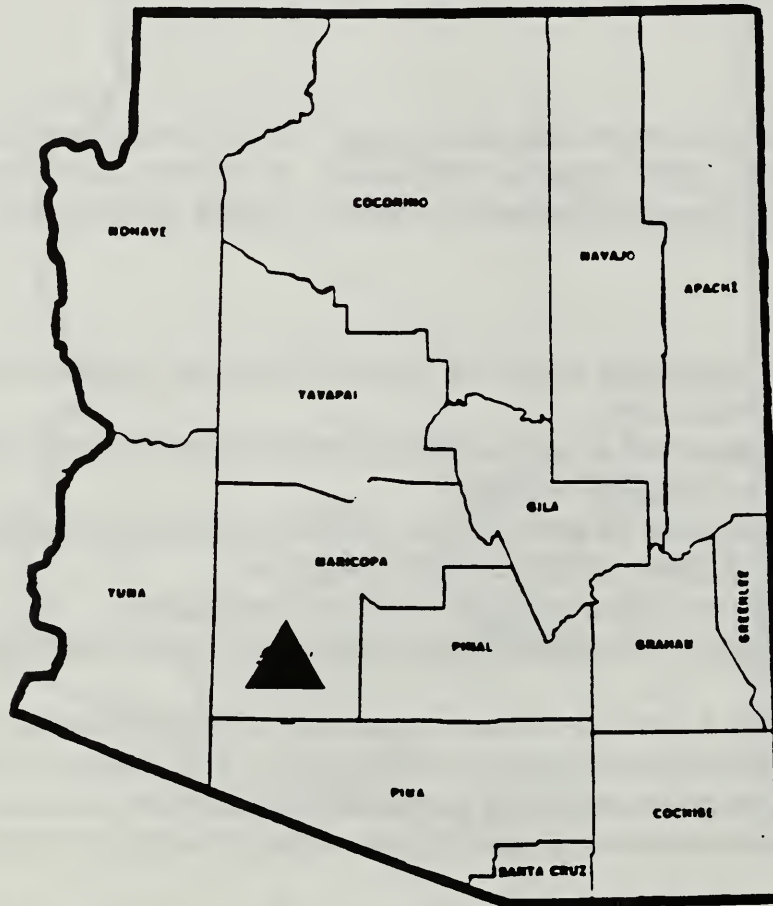 MOHAVE
COCONINO
NAVAJO
APACHE
YAVAPAI
GILA
MARICOPA
YUMA
PINAL
GRAHAM
GREENLEE
PIMA
COCHISE
SANTA CRUZ